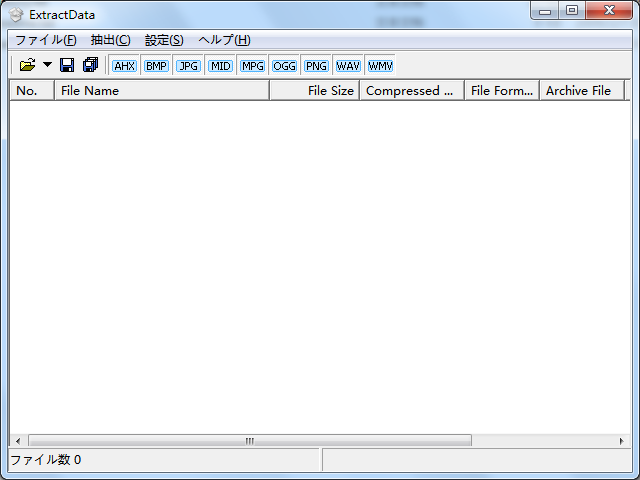 ExtractData
ファイル(F) 抽出(C) 設定(S) ヘルプ(H)
AHX BMP JPG MID MPG OGG PNG WAV WMV
No. File Name File Size Compressed ... File Form... Archive File
ファイル数 0